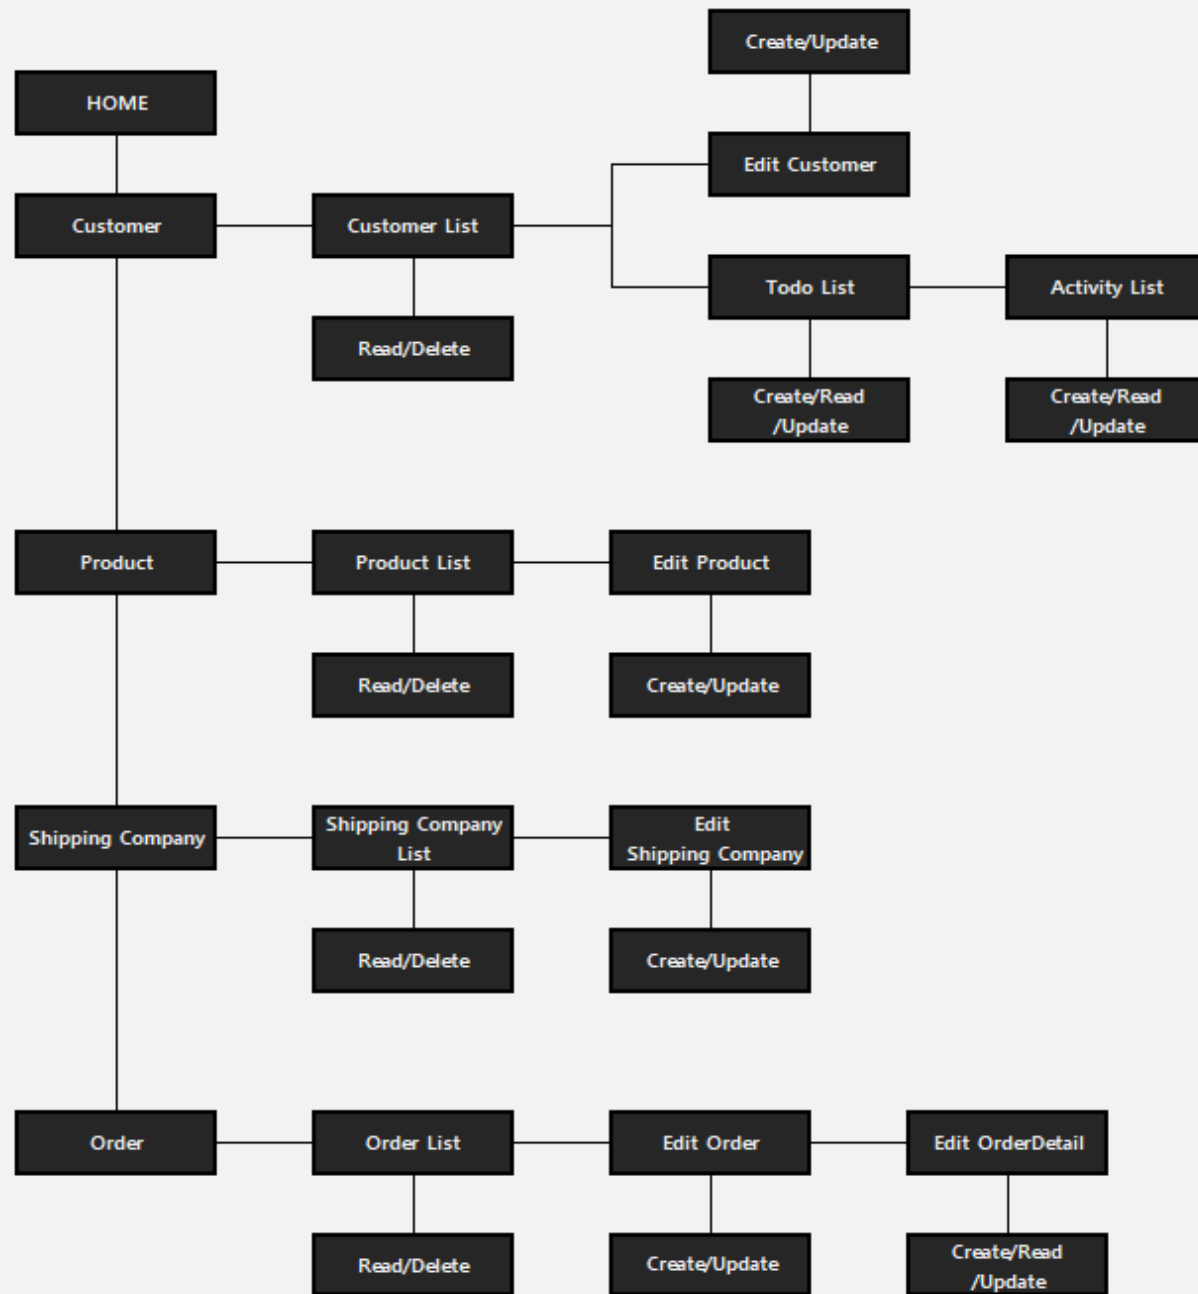 Create/Update
HOME
Edit Customer
Customer
Customer List
Todo List
Activity List
Read/Delete
Create/Read
/Update
Create/Read
/Update
Product
Product List
Edit Product
Read/Delete
Create/Update
Shipping Company
Shipping Company
List
Edit
Shipping Company
Read/Delete
Create/Update
Order
Order List
Edit Order
Edit OrderDetail
Read/Delete
Create/Update
Create/Read
/Update